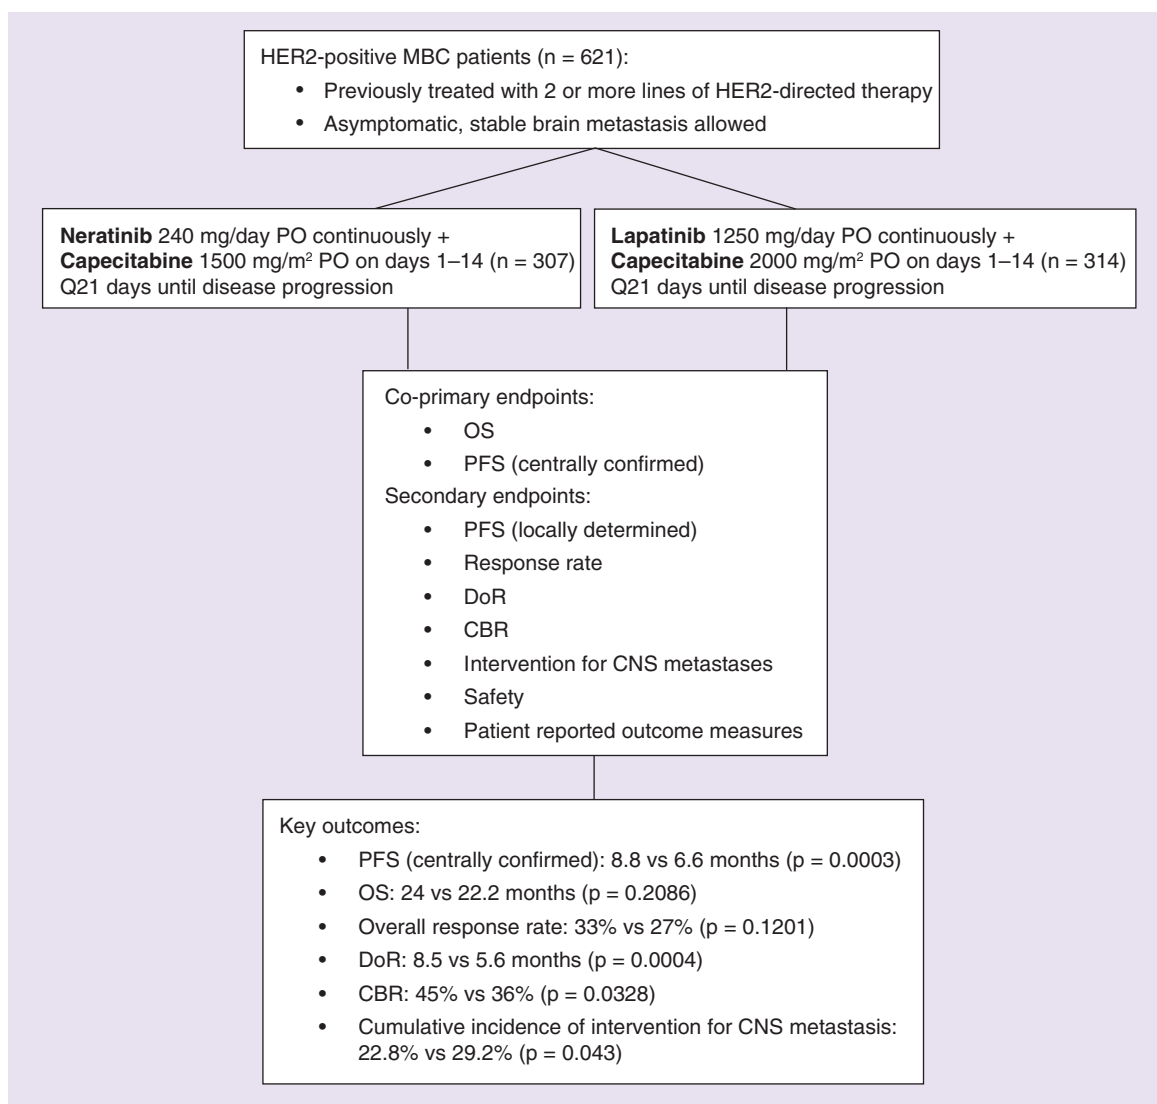 HER2-positive MBC patients (n = 621):
• Previously treated with 2 or more lines of HER2-directed therapy
• Asymptomatic, stable brain metastasis allowed
Neratinib 240 mg/day PO continuously +
Capecitabine 1500 mg/m² PO on days 1–14 (n = 307)
Q21 days until disease progression
Lapatinib 1250 mg/day PO continuously +
Capecitabine 2000 mg/m² PO on days 1–14 (n = 314)
Q21 days until disease progression
Co-primary endpoints:
• OS
• PFS (centrally confirmed)
Secondary endpoints:
• PFS (locally determined)
• Response rate
• DoR
• CBR
• Intervention for CNS metastases
• Safety
• Patient reported outcome measures
Key outcomes:
• PFS (centrally confirmed): 8.8 vs 6.6 months (p = 0.0003)
• OS: 24 vs 22.2 months (p = 0.2086)
• Overall response rate: 33% vs 27% (p = 0.1201)
• DoR: 8.5 vs 5.6 months (p = 0.0004)
• CBR: 45% vs 36% (p = 0.0328)
• Cumulative incidence of intervention for CNS metastasis:
22.8% vs 29.2% (p = 0.043)